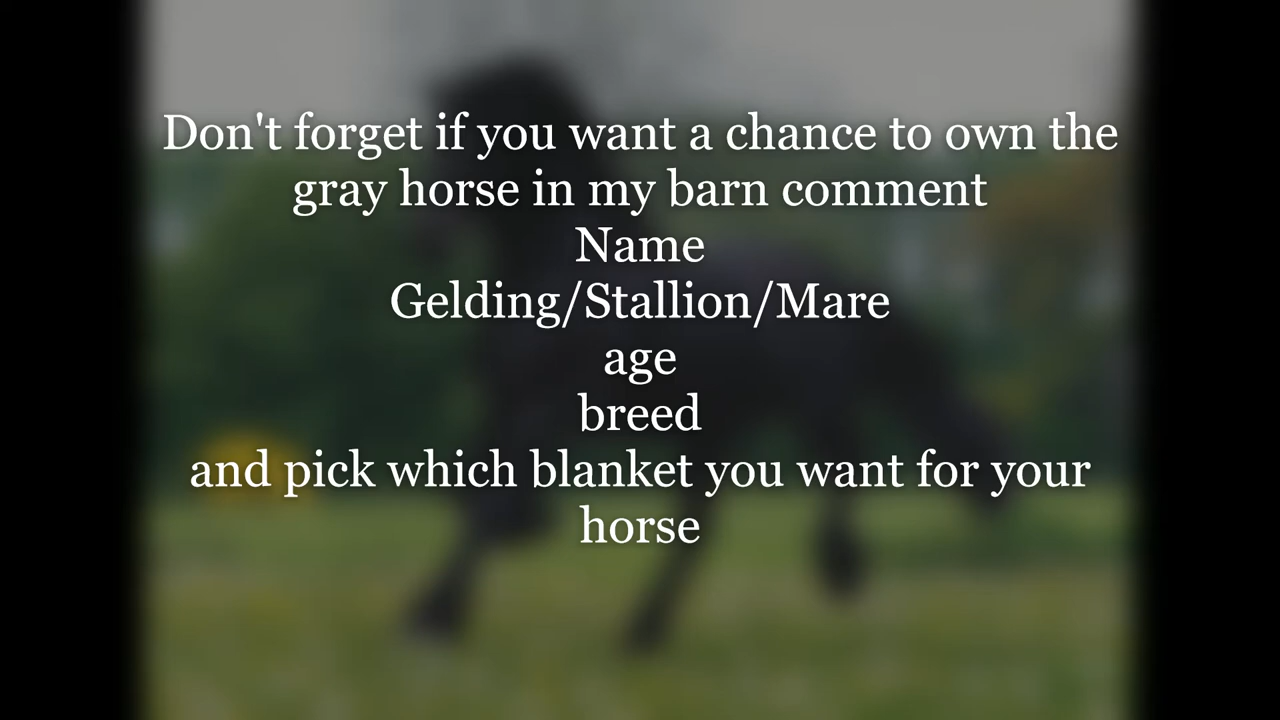 Don't forget if you want a chance to own the
gray horse in my barn comment
Name
Gelding/Stallion/Mare
age
breed
and pick which blanket you want for your
horse